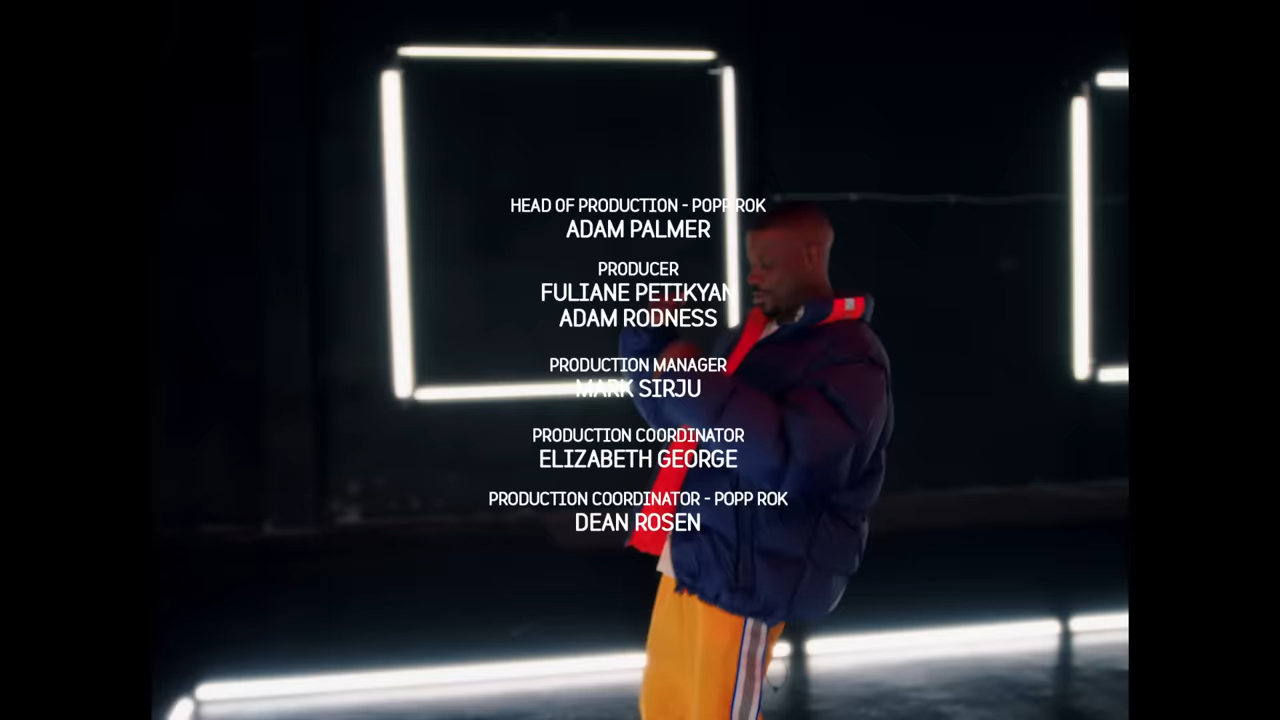 HEAD OF PRODUCTION - POPP ROK
ADAM PALMER
PRODUCER
FULIANE PETIKYAN
ADAM RODNESS
PRODUCTION MANAGER
MARK SIRJU
PRODUCTION COORDINATOR
ELIZABETH GEORGE
PRODUCTION COORDINATOR - POPP ROK
DEAN ROSEN